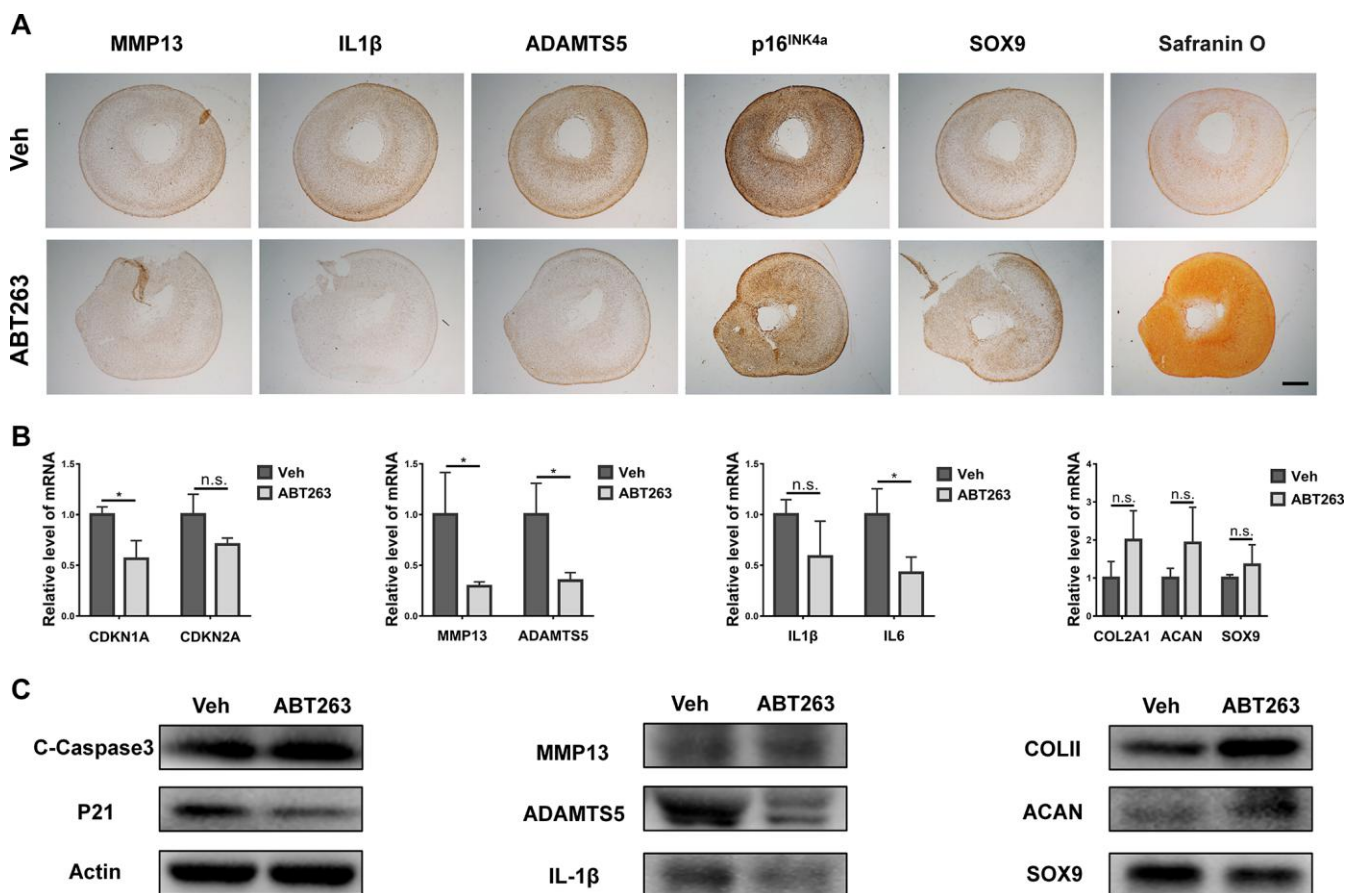 A
MMP13 IL1β ADAMTS5 p16INK4a SOX9 Safranin O
Veh
ABT263
B
Relative level of mRNA
1.5
1.0
0.5
0.0
* n.s.
Veh
ABT263
CDKN1A CDKN2A
Relative level of mRNA
1.5
1.0
0.5
0.0
* *
Veh
ABT263
MMP13 ADAMTS5
Relative level of mRNA
1.5
1.0
0.5
0.0
n.s. *
Veh
ABT263
IL1β IL6
Relative level of mRNA
4
3
2
1
0
n.s. n.s. n.s.
Veh
ABT263
COL2A1 ACAN SOX9
C
Veh ABT263
C-Caspase3
P21
Actin
Veh ABT263
MMP13
ADAMTS5
IL-1β
Veh ABT263
COLII
ACAN
SOX9